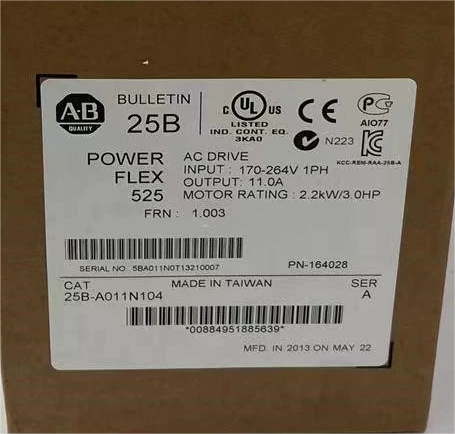 A-B
QUALITY
BULLETIN
25B
C UL US
LISTED
IND. CONT. EQ.
3KA0
CE
PG
AIO77
N223
KCC-REM-RAA-25B-A
POWER
FLEX
525
AC DRIVE
INPUT : 170-264V 1PH
OUTPUT: 11.0A
MOTOR RATING : 2.2kW/3.0HP
FRN : 1.003
SERIAL NO. 5BA011N0T13210007
PN-164028
CAT
25B-A011N104
MADE IN TAIWAN
SER
A
*00884951885639*
MFD. IN 2013 ON MAY 22